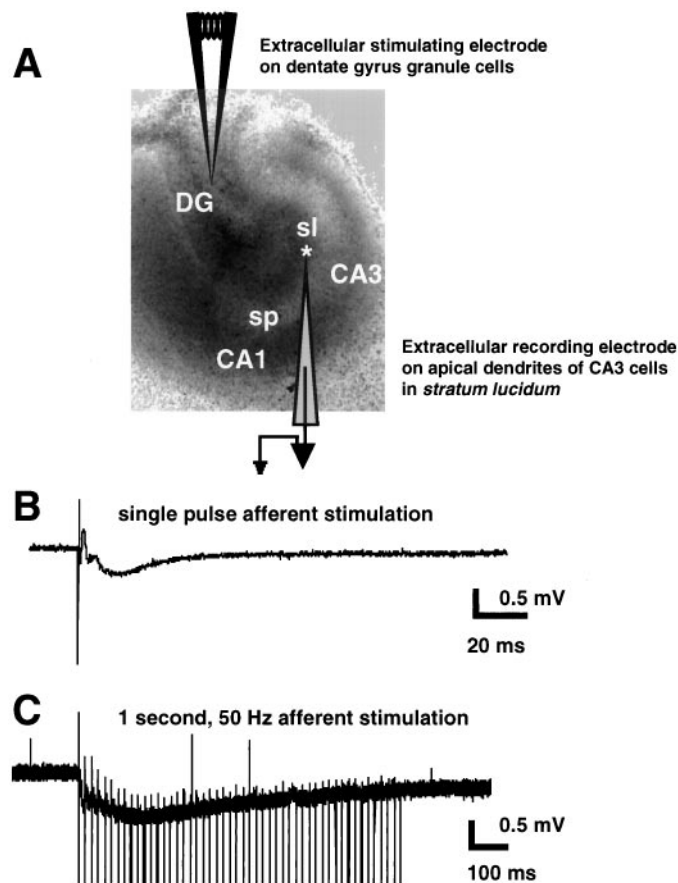 A
Extracellular stimulating electrode
on dentate gyrus granule cells
DG
sl
*
CA3
sp
CA1
Extracellular recording electrode
on apical dendrites of CA3 cells
in stratum lucidum
B
single pulse afferent stimulation
0.5 mV
20 ms
C
1 second, 50 Hz afferent stimulation
0.5 mV
100 ms